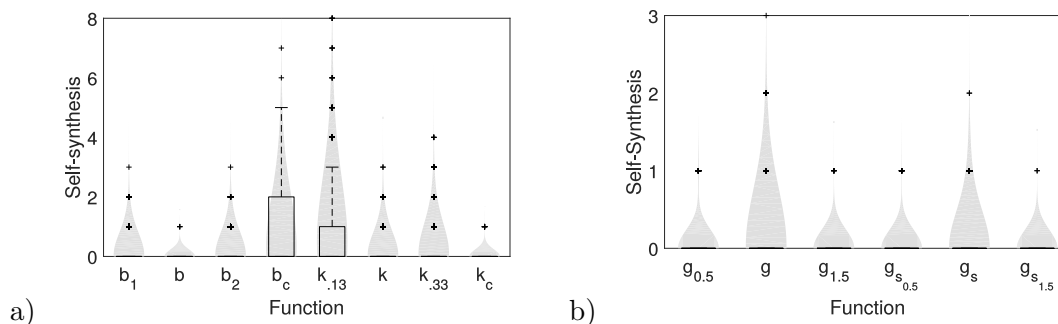 8
6
4
2
0
Self-synthesis
b1 b b2 bc k.13 k k.33 kc
Function
a)
3
2
1
0
Self-Synthesis
g0.5 g g1.5 gs0.5 gs gs1.5
Function
b)